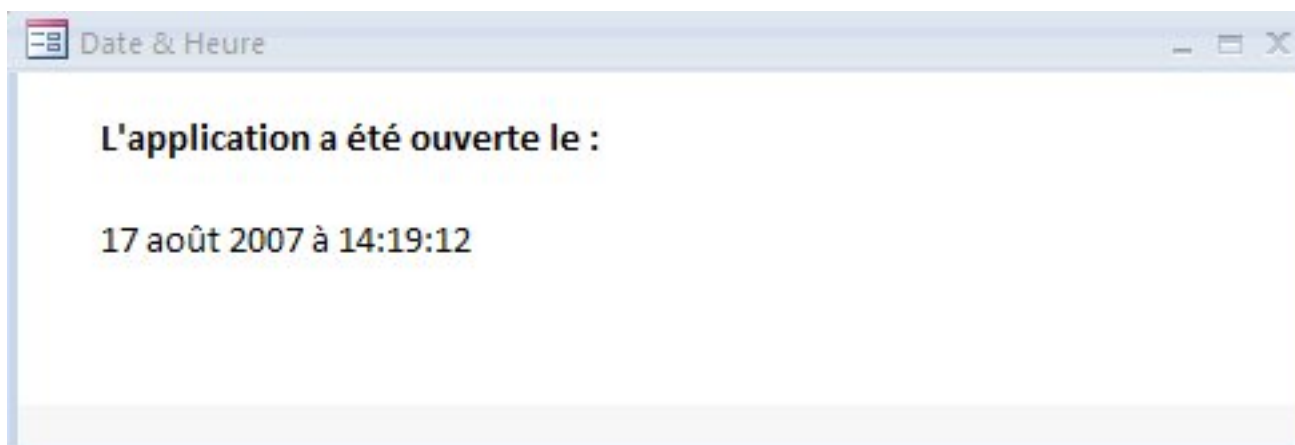 Date & Heure
L'application a été ouverte le :
17 août 2007 à 14:19:12